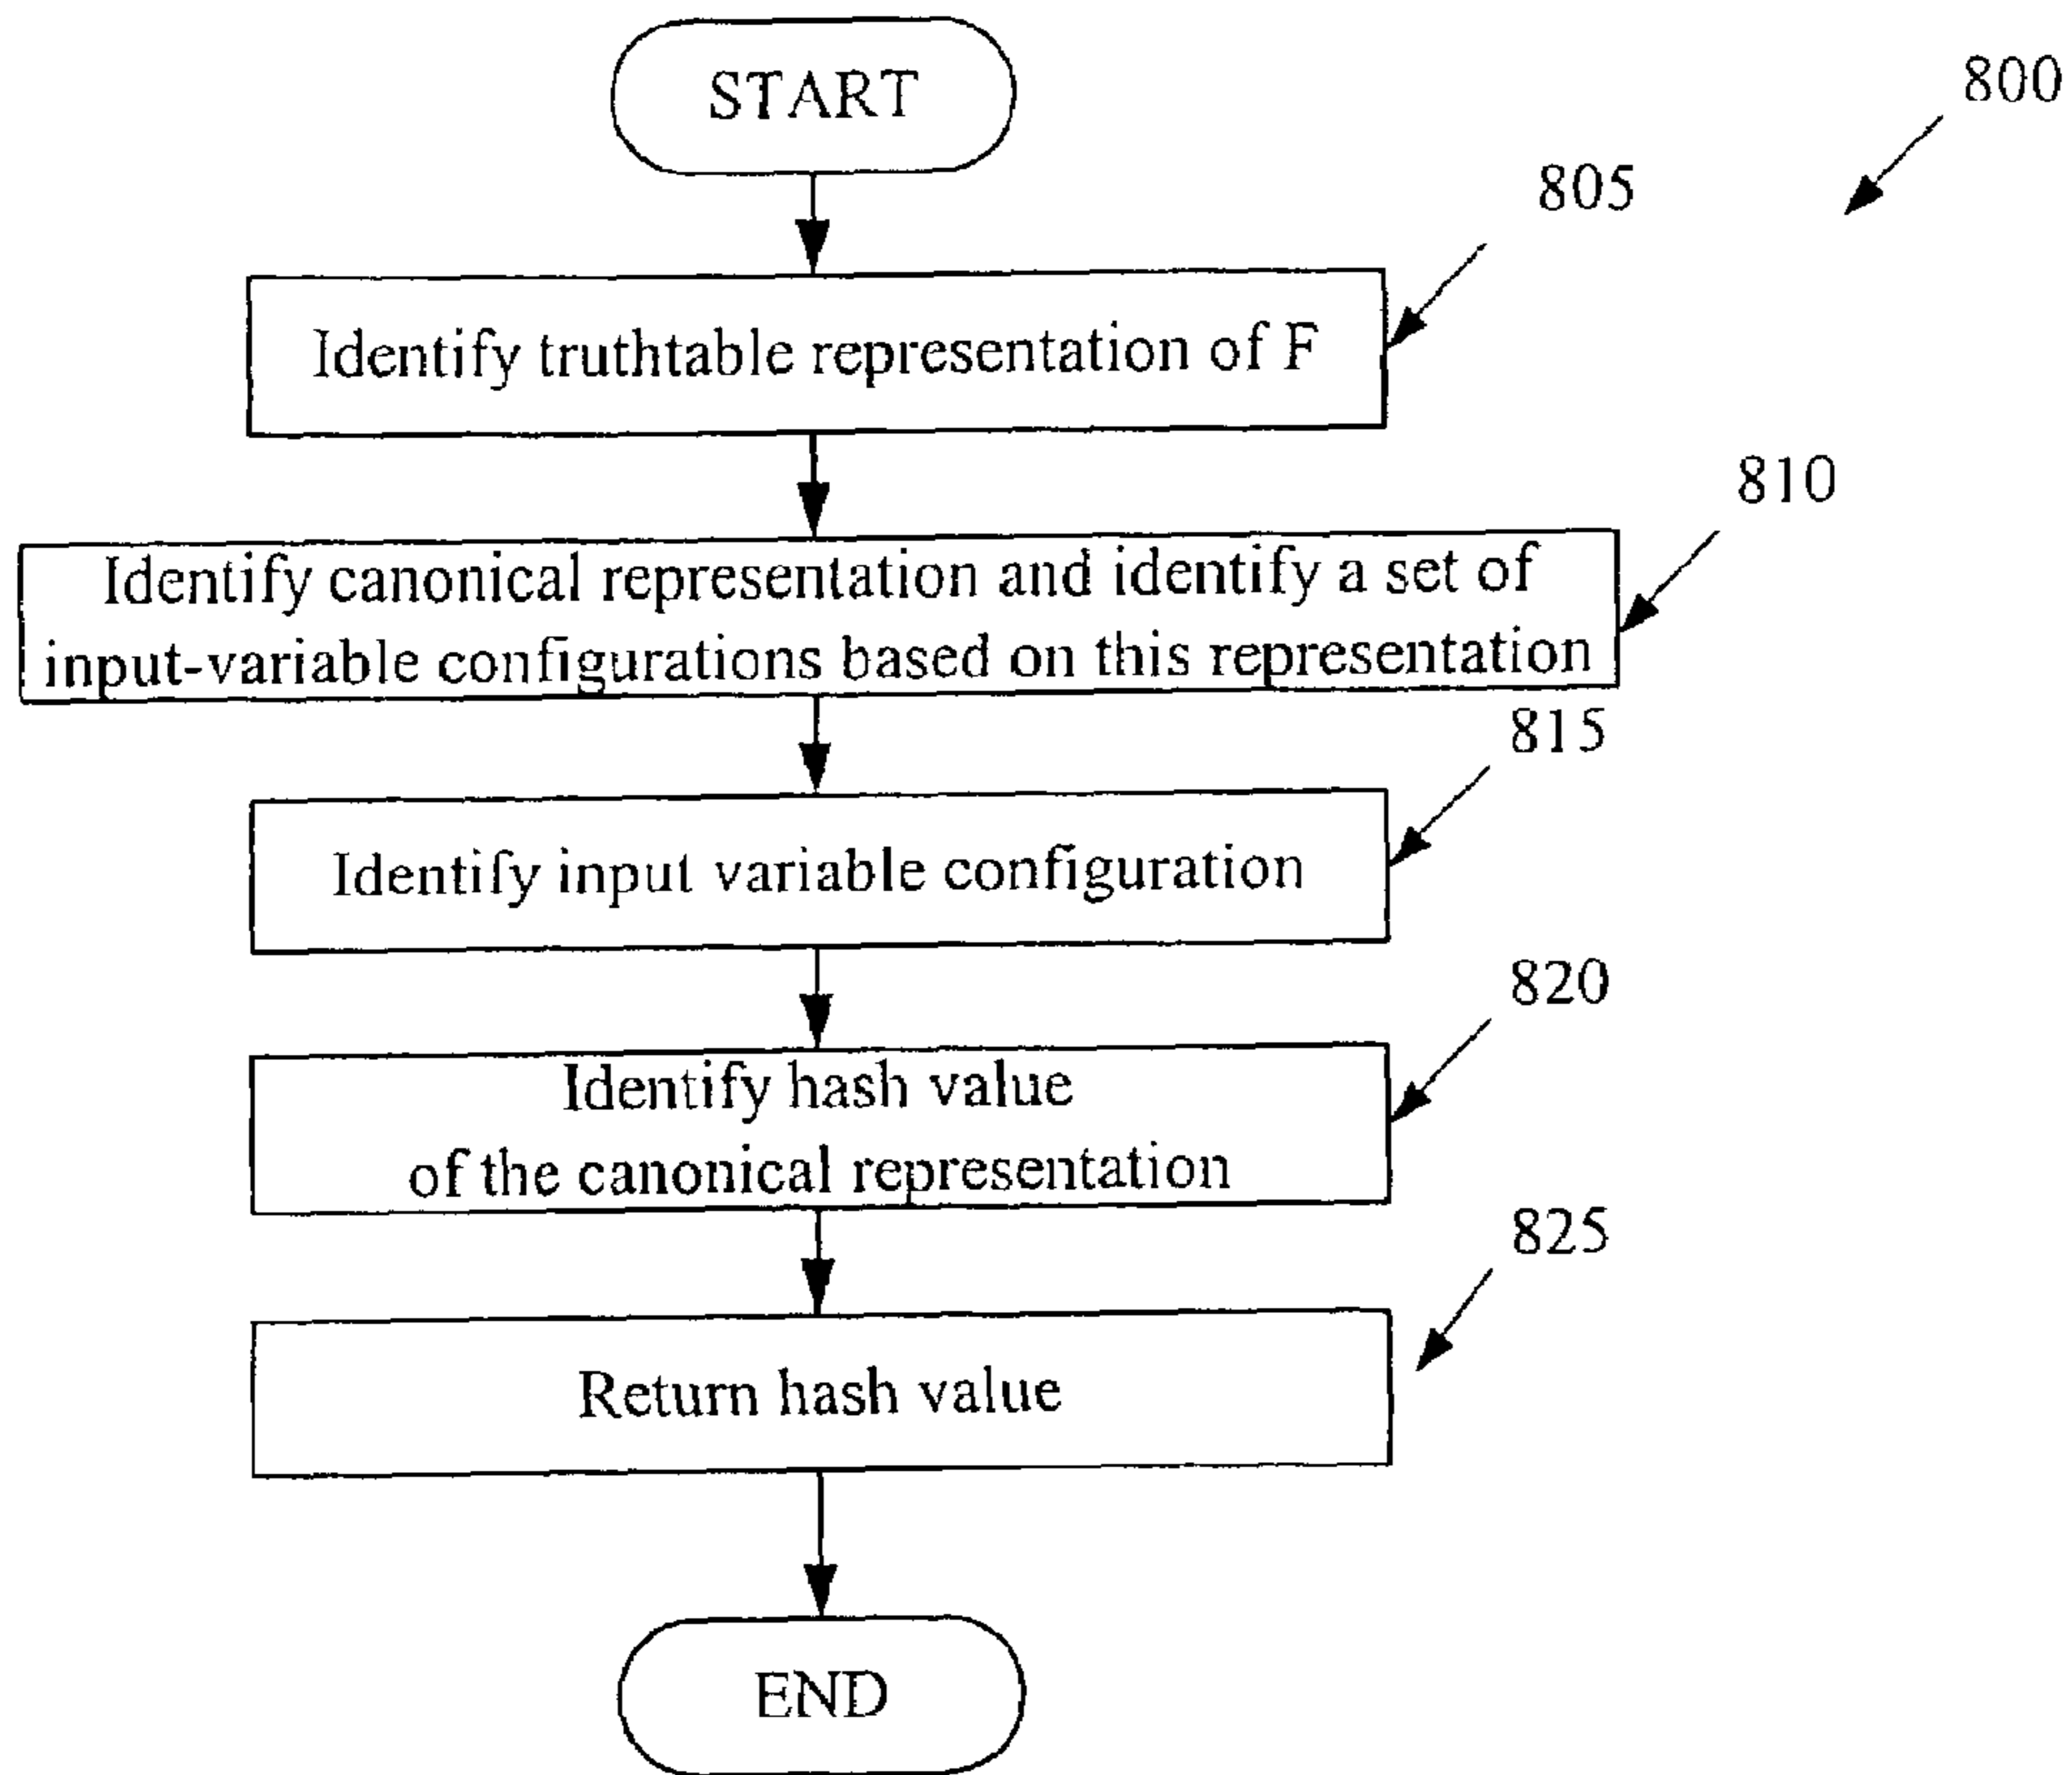 START
800
805
Identify truthtable representation of F
810
Identify canonical representation and identify a set of
input-variable configurations based on this representation
815
Identify input variable configuration
820
Identify hash value
of the canonical representation
825
Return hash value
END